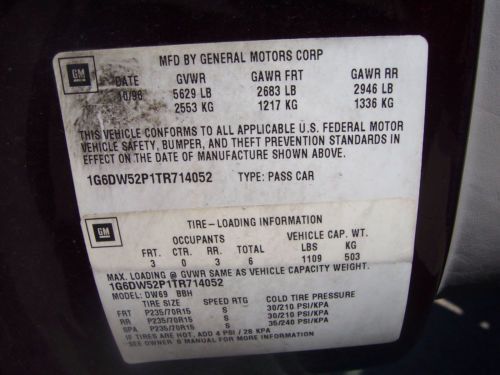 GM
MFD BY GENERAL MOTORS CORP
DATE GVWR GAWR FRT GAWR RR
10/96 5629 LB 2683 LB 2946 LB
2553 KG 1217 KG 1336 KG
THIS VEHICLE CONFORMS TO ALL APPLICABLE U.S. FEDERAL MOTOR
VEHICLE SAFETY, BUMPER, AND THEFT PREVENTION STANDARDS IN
EFFECT ON THE DATE OF MANUFACTURE SHOWN ABOVE.
1G6DW52P1TR714052 TYPE: PASS CAR
GM
TIRE-LOADING INFORMATION
OCCUPANTS VEHICLE CAP. WT.
FRT. CTR. RR. TOTAL LBS KG
3 0 3 6 1109 503
MAX. LOADING @ GVWR SAME AS VEHICLE CAPACITY WEIGHT.
1G6DW52P1TR714052
MODEL: DW69 BBH
TIRE SIZE SPEED RTG COLD TIRE PRESSURE
FRT P235/70R15 S 30/210 PSI/KPA
RR P235/70R15 S 30/210 PSI/KPA
SPA P235/70R15 S 35/240 PSI/KPA
IF TIRES ARE HOT, ADD 4 PSI / 28 KPA
*SEE OWNER'S MANUAL FOR MORE INFORMATION